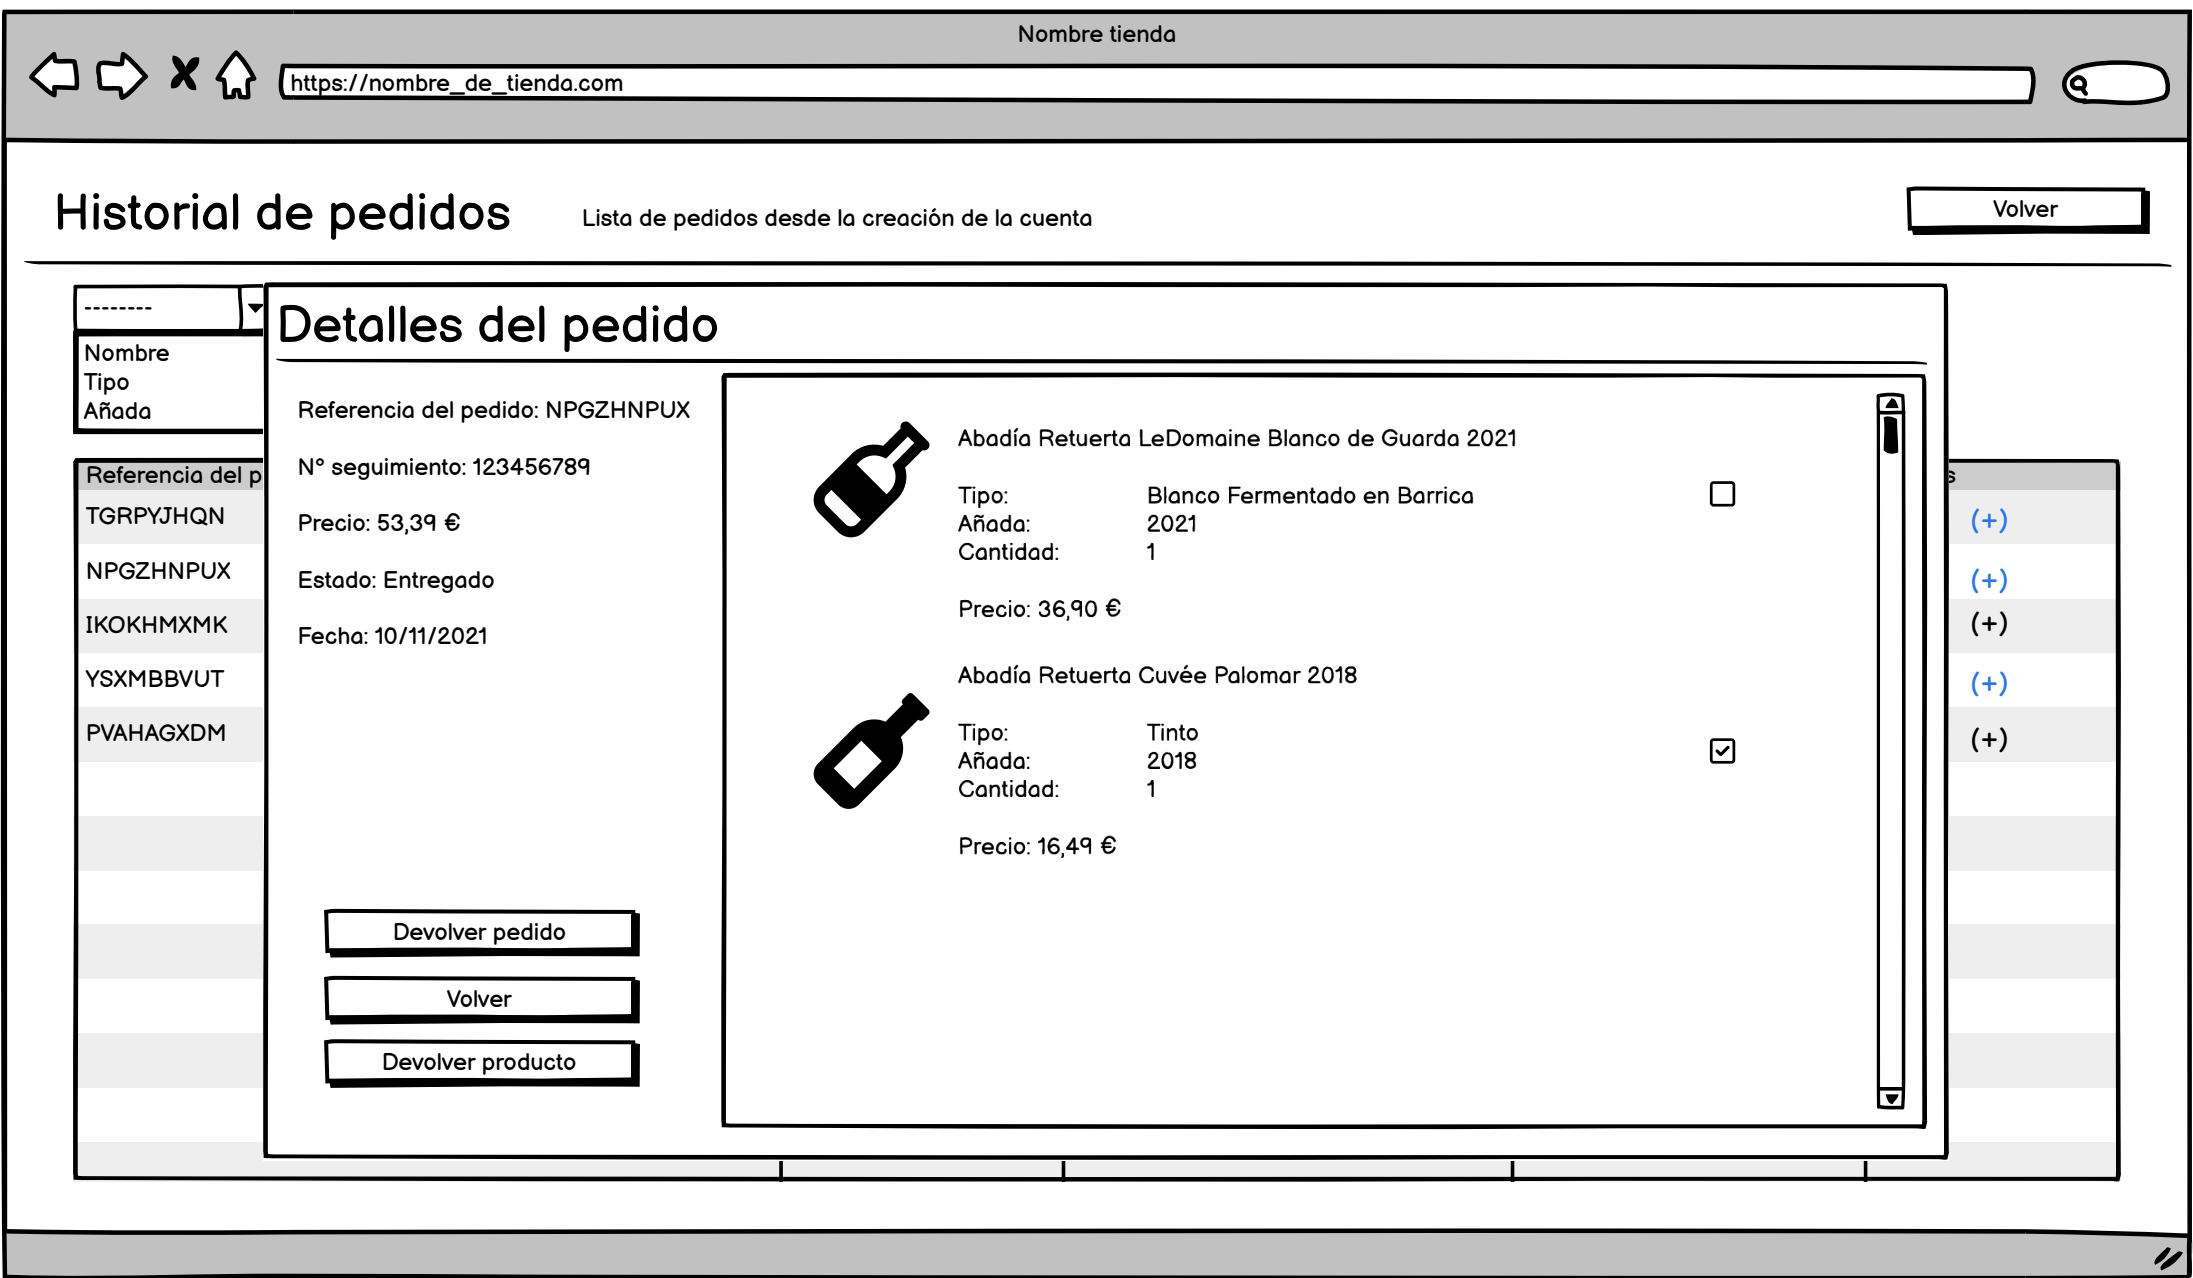 Nombre tienda
https://nombre_de_tienda.com
Historial de pedidos
Lista de pedidos desde la creación de la cuenta
Volver
--------
Nombre
Tipo
Añada
Referencia del p
s
TGRPYJHQN
(+)
NPGZHNPUX
(+)
IKOKHMXMK
(+)
YSXMBBVUT
(+)
PVAHAGXDM
(+)
Detalles del pedido
Referencia del pedido: NPGZHNPUX
Nº seguimiento: 123456789
Precio: 53,39 €
Estado: Entregado
Fecha: 10/11/2021
Devolver pedido
Volver
Devolver producto
Abadía Retuerta LeDomaine Blanco de Guarda 2021
Tipo: Blanco Fermentado en Barrica
Añada: 2021
Cantidad: 1
Precio: 36,90 €
Abadía Retuerta Cuvée Palomar 2018
Tipo: Tinto
Añada: 2018
Cantidad: 1
Precio: 16,49 €